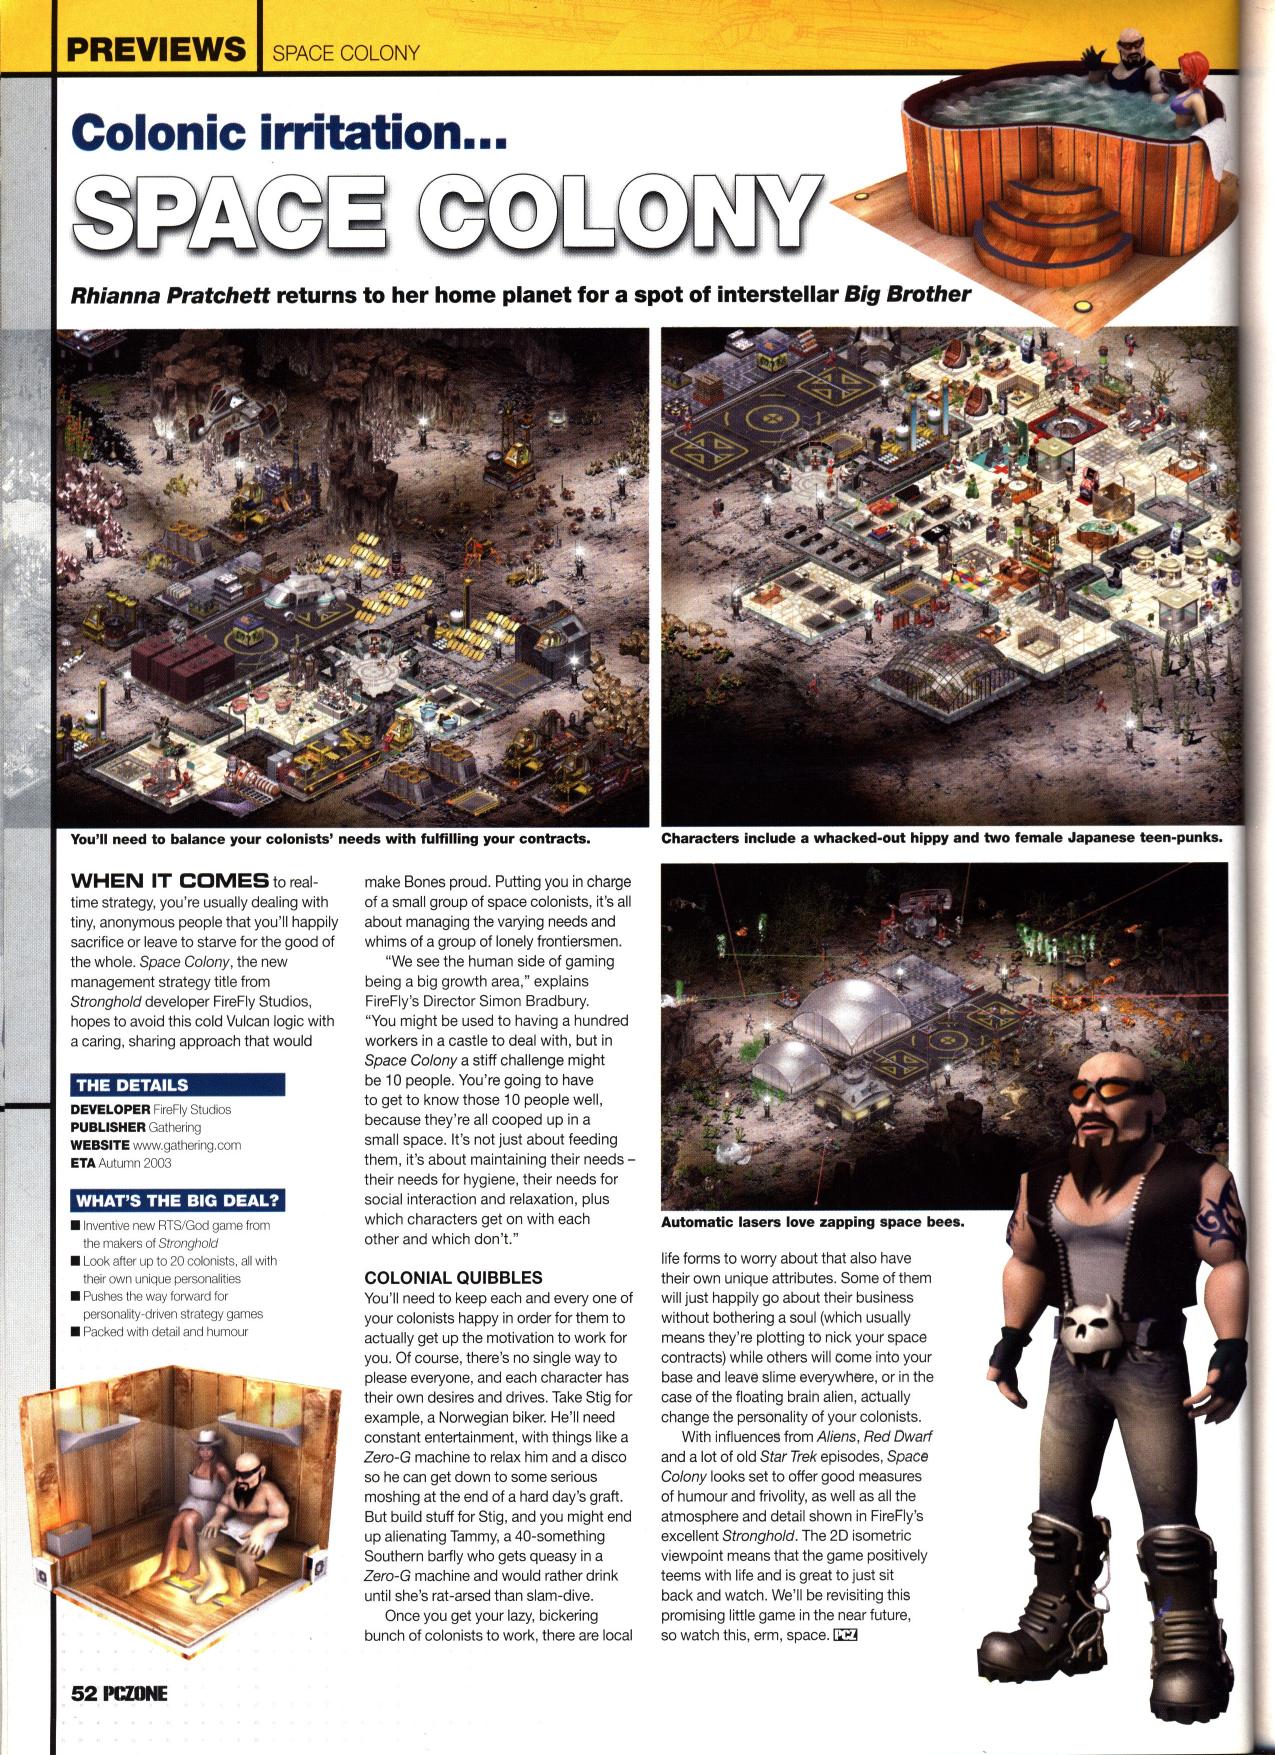 PREVIEWS SPACE COLONY
Colonic irritation...
SPACE COLONY
Rhianna Pratchett returns to her home planet for a spot of interstellar Big Brother
You'll need to balance your colonists' needs with fulfilling your contracts.
Characters include a whacked-out hippy and two female Japanese teen-punks.
WHEN IT COMES to real-
time strategy, you're usually dealing with
tiny, anonymous people that you'll happily
sacrifice or leave to starve for the good of
the whole. Space Colony, the new
management strategy title from
Stronghold developer FireFly Studios,
hopes to avoid this cold Vulcan logic with
a caring, sharing approach that would
THE DETAILS
DEVELOPER FireFly Studios
PUBLISHER Gathering
WEBSITE www.gathering.com
ETA Autumn 2003
WHAT'S THE BIG DEAL?
■ Inventive new RTS/God game from
the makers of Stronghold
■ Look after up to 20 colonists, all with
their own unique personalities
■ Pushes the way forward for
personality-driven strategy games
■ Packed with detail and humour
make Bones proud. Putting you in charge
of a small group of space colonists, it's all
about managing the varying needs and
whims of a group of lonely frontiersmen.
"We see the human side of gaming
being a big growth area," explains
FireFly's Director Simon Bradbury.
"You might be used to having a hundred
workers in a castle to deal with, but in
Space Colony a stiff challenge might
be 10 people. You're going to have
to get to know those 10 people well,
because they're all cooped up in a
small space. It's not just about feeding
them, it's about maintaining their needs –
their needs for hygiene, their needs for
social interaction and relaxation, plus
which characters get on with each
other and which don't."
COLONIAL QUIBBLES
You'll need to keep each and every one of
your colonists happy in order for them to
actually get up the motivation to work for
you. Of course, there's no single way to
please everyone, and each character has
their own desires and drives. Take Stig for
example, a Norwegian biker. He'll need
constant entertainment, with things like a
Zero-G machine to relax him and a disco
so he can get down to some serious
moshing at the end of a hard day's graft.
But build stuff for Stig, and you might end
up alienating Tammy, a 40-something
Southern barfly who gets queasy in a
Zero-G machine and would rather drink
until she's rat-arsed than slam-dive.
Once you get your lazy, bickering
bunch of colonists to work, there are local
Automatic lasers love zapping space bees.
life forms to worry about that also have
their own unique attributes. Some of them
will just happily go about their business
without bothering a soul (which usually
means they're plotting to nick your space
contracts) while others will come into your
base and leave slime everywhere, or in the
case of the floating brain alien, actually
change the personality of your colonists.
With influences from Aliens, Red Dwarf
and a lot of old Star Trek episodes, Space
Colony looks set to offer good measures
of humour and frivolity, as well as all the
atmosphere and detail shown in FireFly's
excellent Stronghold. The 2D isometric
viewpoint means that the game positively
teems with life and is great to just sit
back and watch. We'll be revisiting this
promising little game in the near future,
so watch this, erm, space. PCZ
52 PCZONE